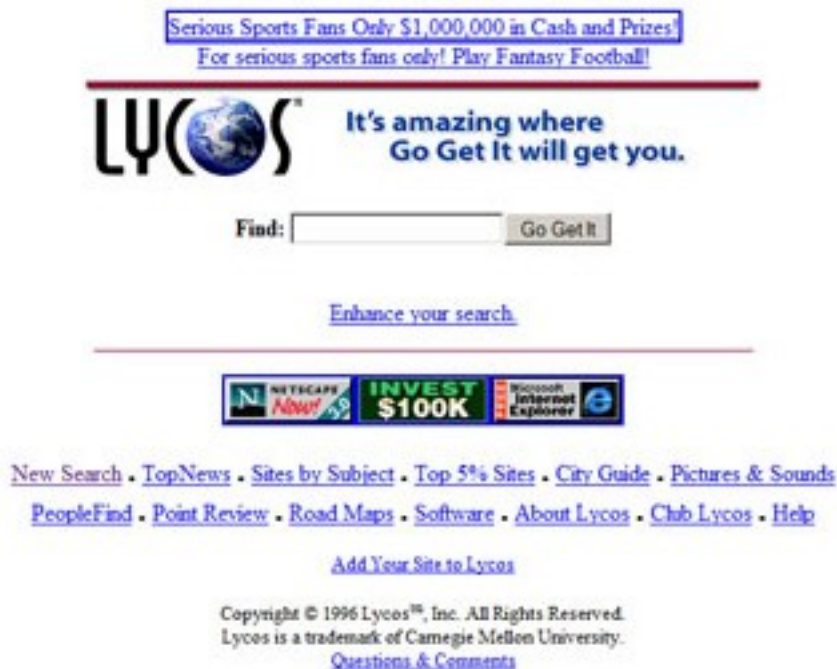 Serious Sports Fans Only $1,000,000 in Cash and Prizes!
For serious sports fans only! Play Fantasy Football!
LYCOS
It's amazing where
Go Get It will get you.
Find: Go Get It
Enhance your search.
N NETSCAPE Now! 3.0 INVEST $100K FREE Microsoft Internet Explorer
New Search . TopNews . Sites by Subject . Top 5% Sites . City Guide . Pictures & Sounds
PeopleFind . Point Review . Road Maps . Software . About Lycos . Club Lycos . Help
Add Your Site to Lycos
Copyright © 1996 Lycos℠, Inc. All Rights Reserved.
Lycos is a trademark of Carnegie Mellon University.
Questions & Comments